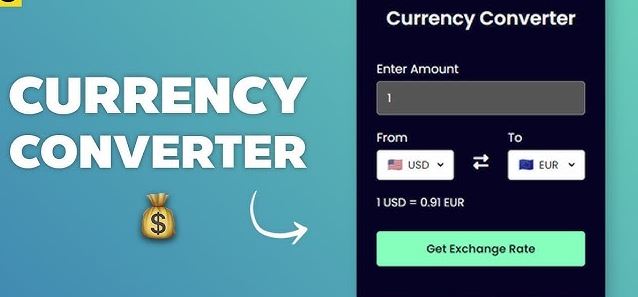 CURRENCY
CONVERTER
Currency Converter
Enter Amount
1
From To
USD EUR
1 USD = 0.91 EUR
Get Exchange Rate